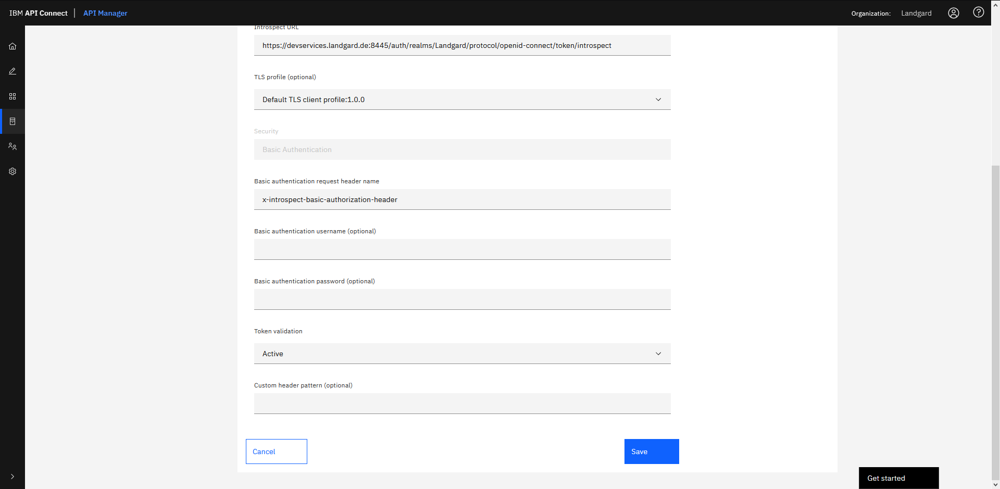 IBM API Connect | API Manager
Organization: Landgard
Introspect URL
https://devservices.landgard.de:8445/auth/realms/Landgard/protocol/openid-connect/token/introspect
TLS profile (optional)
Default TLS client profile:1.0.0
Security
Basic Authentication
Basic authentication request header name
x-introspect-basic-authorization-header
Basic authentication username (optional)
Basic authentication password (optional)
Token validation
Active
Custom header pattern (optional)
Cancel
Save
Get started